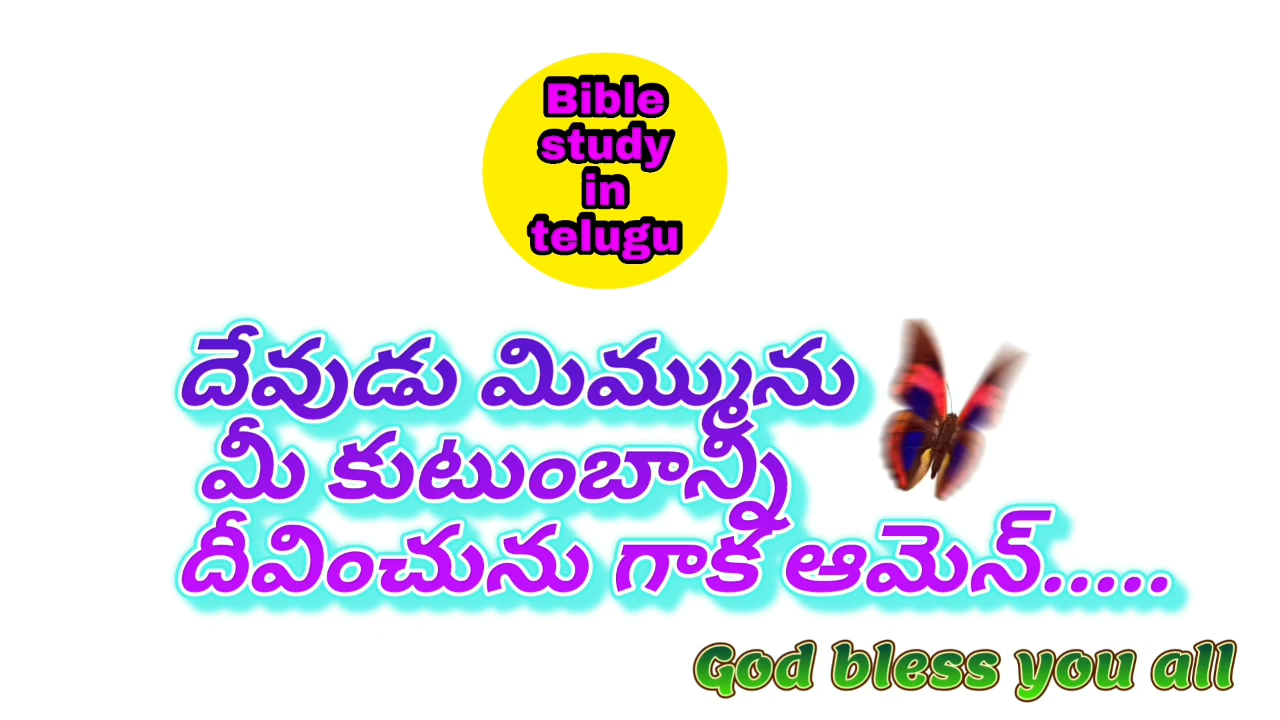 Bible
study
in
telugu
దేవుడు మిమ్మును
మీ కుటుంబాన్ని
దీవించును గాక ఆమెన్.....
God bless you all